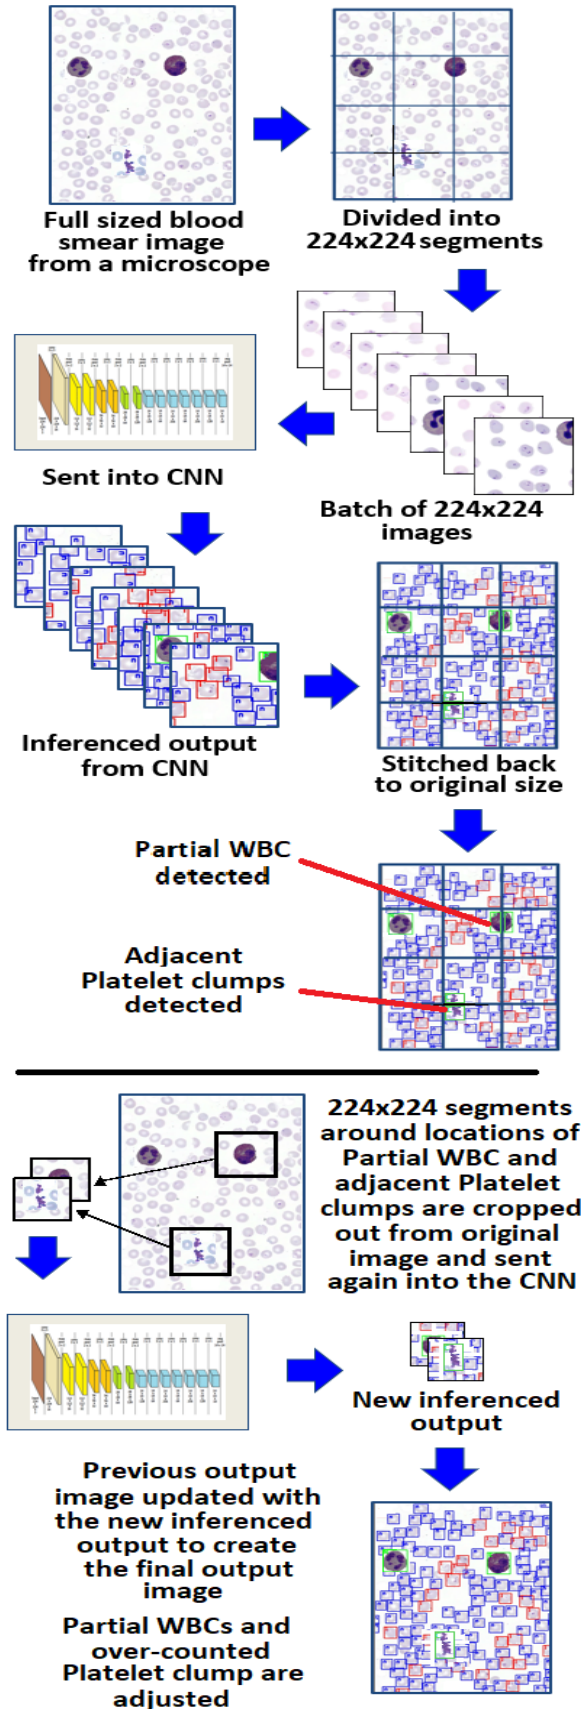 Full sized blood
smear image
from a microscope
Divided into
224x224 segments
Batch of 224x224
images
Sent into CNN
Inferenced output
from CNN
Stitched back
to original size
Partial WBC
detected
Adjacent
Platelet clumps
detected
224x224 segments
around locations of
Partial WBC and
adjacent Platelet
clumps are cropped
out from original
image and sent
again into the CNN
New inferenced
output
Previous output
image updated with
the new inferenced
output to create
the final output
image
Partial WBCs and
over-counted
Platelet clump are
adjusted